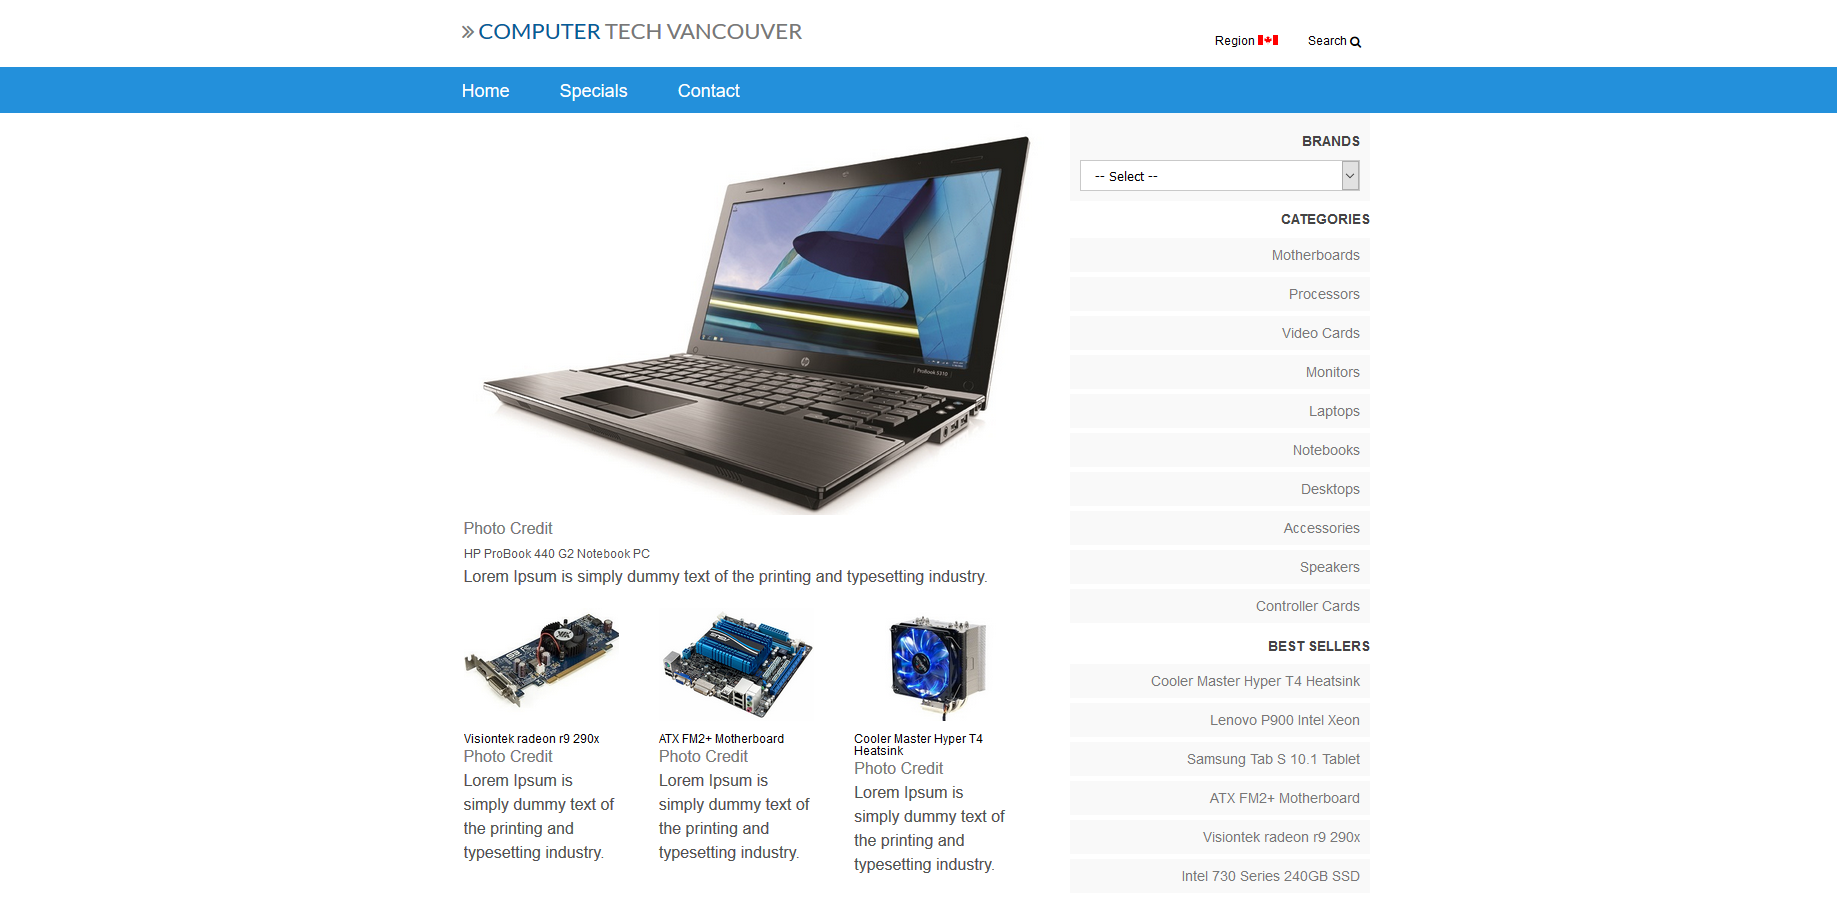 COMPUTER TECH VANCOUVER
Region
Search
Home Specials Contact
ProBook 5310
Photo Credit
HP ProBook 440 G2 Notebook PC
Lorem Ipsum is simply dummy text of the printing and typesetting industry.
Visiontek radeon r9 290x
Photo Credit
Lorem Ipsum is
simply dummy text of
the printing and
typesetting industry.
ATX FM2+ Motherboard
Photo Credit
Lorem Ipsum is
simply dummy text of
the printing and
typesetting industry.
Cooler Master Hyper T4
Heatsink
Photo Credit
Lorem Ipsum is
simply dummy text of
the printing and
typesetting industry.
BRANDS
-- Select --
CATEGORIES
Motherboards
Processors
Video Cards
Monitors
Laptops
Notebooks
Desktops
Accessories
Speakers
Controller Cards
BEST SELLERS
Cooler Master Hyper T4 Heatsink
Lenovo P900 Intel Xeon
Samsung Tab S 10.1 Tablet
ATX FM2+ Motherboard
Visiontek radeon r9 290x
Intel 730 Series 240GB SSD